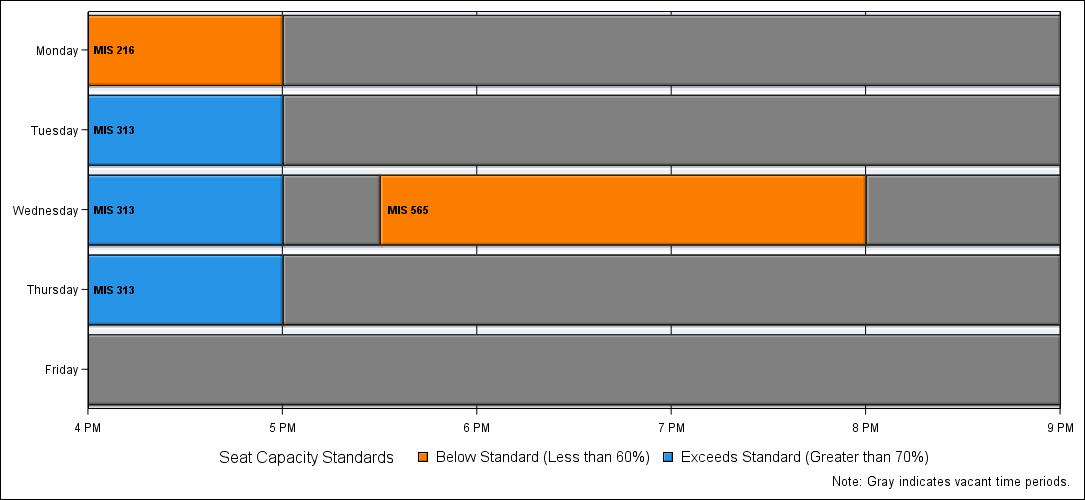 Monday
MIS 216
Tuesday
MIS 313
Wednesday
MIS 313
MIS 565
Thursday
MIS 313
Friday
4 PM
5 PM
6 PM
7 PM
8 PM
9 PM
Seat Capacity Standards
Below Standard (Less than 60%)
Exceeds Standard (Greater than 70%)
Note: Gray indicates vacant time periods.